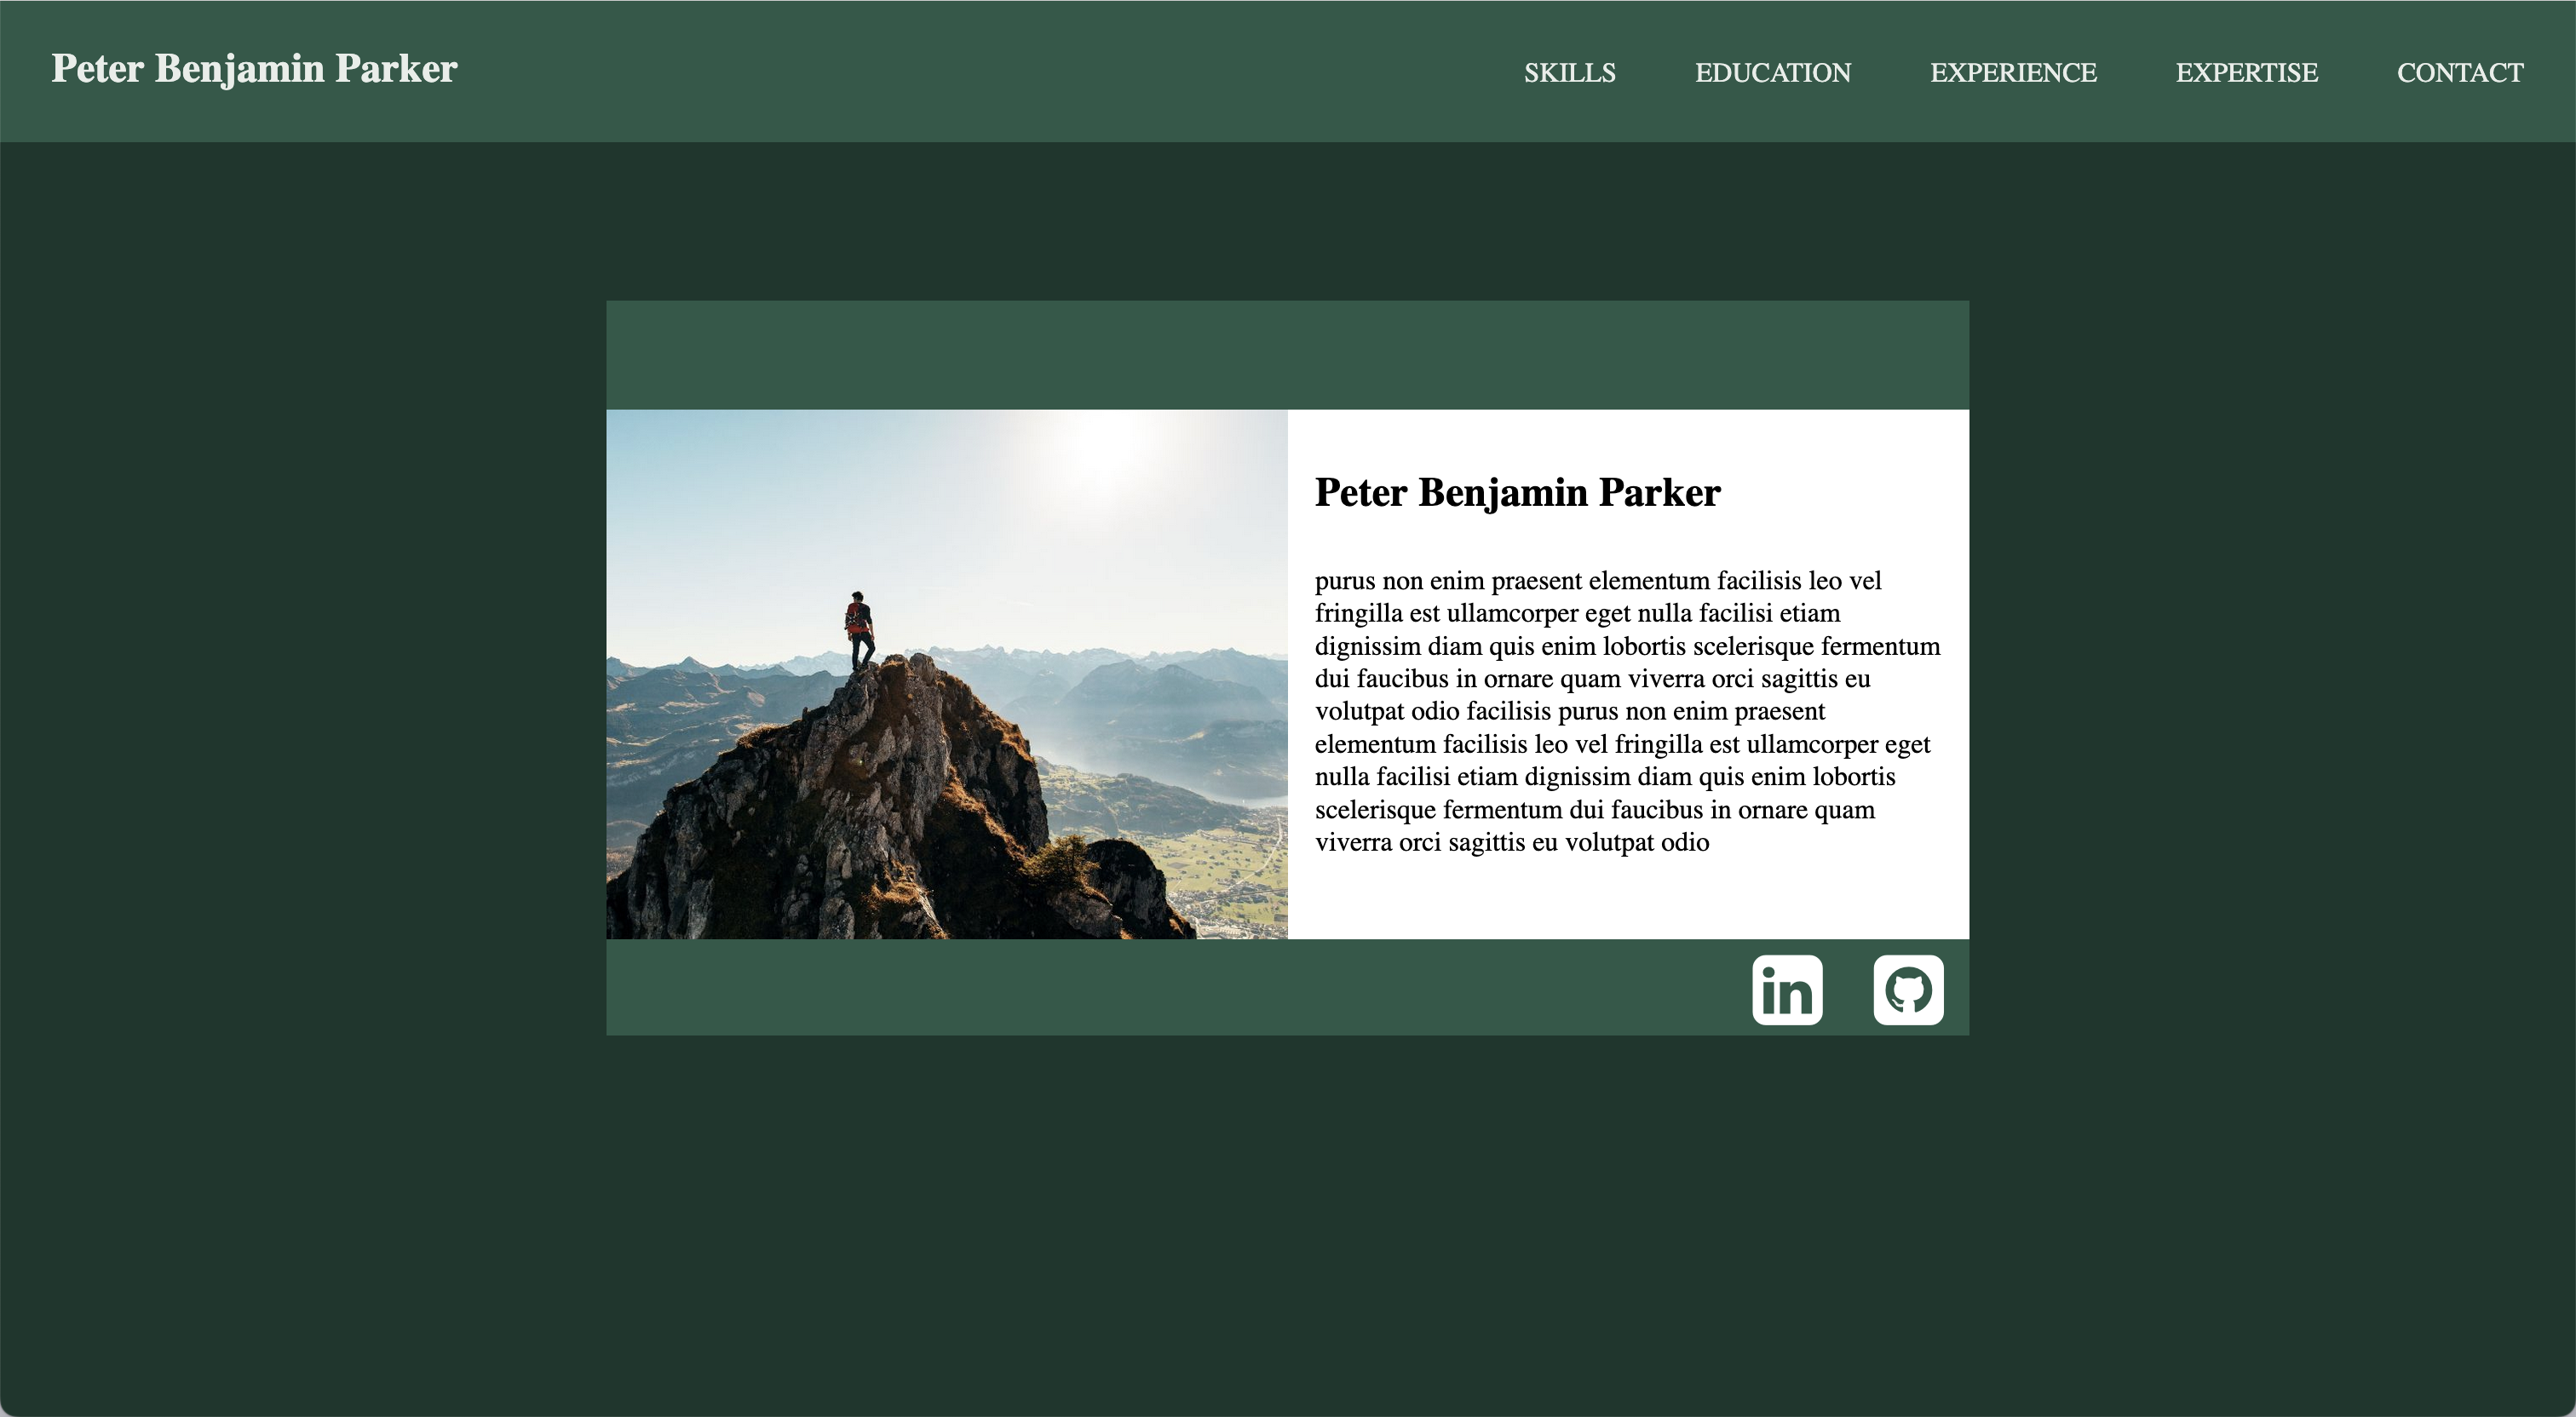 Peter Benjamin Parker
SKILLS
EDUCATION
EXPERIENCE
EXPERTISE
CONTACT
Peter Benjamin Parker
purus non enim praesent elementum facilisis leo vel
fringilla est ullamcorper eget nulla facilisi etiam
dignissim diam quis enim lobortis scelerisque fermentum
dui faucibus in ornare quam viverra orci sagittis eu
volutpat odio facilisis purus non enim praesent
elementum facilisis leo vel fringilla est ullamcorper eget
nulla facilisi etiam dignissim diam quis enim lobortis
scelerisque fermentum dui faucibus in ornare quam
viverra orci sagittis eu volutpat odio
in